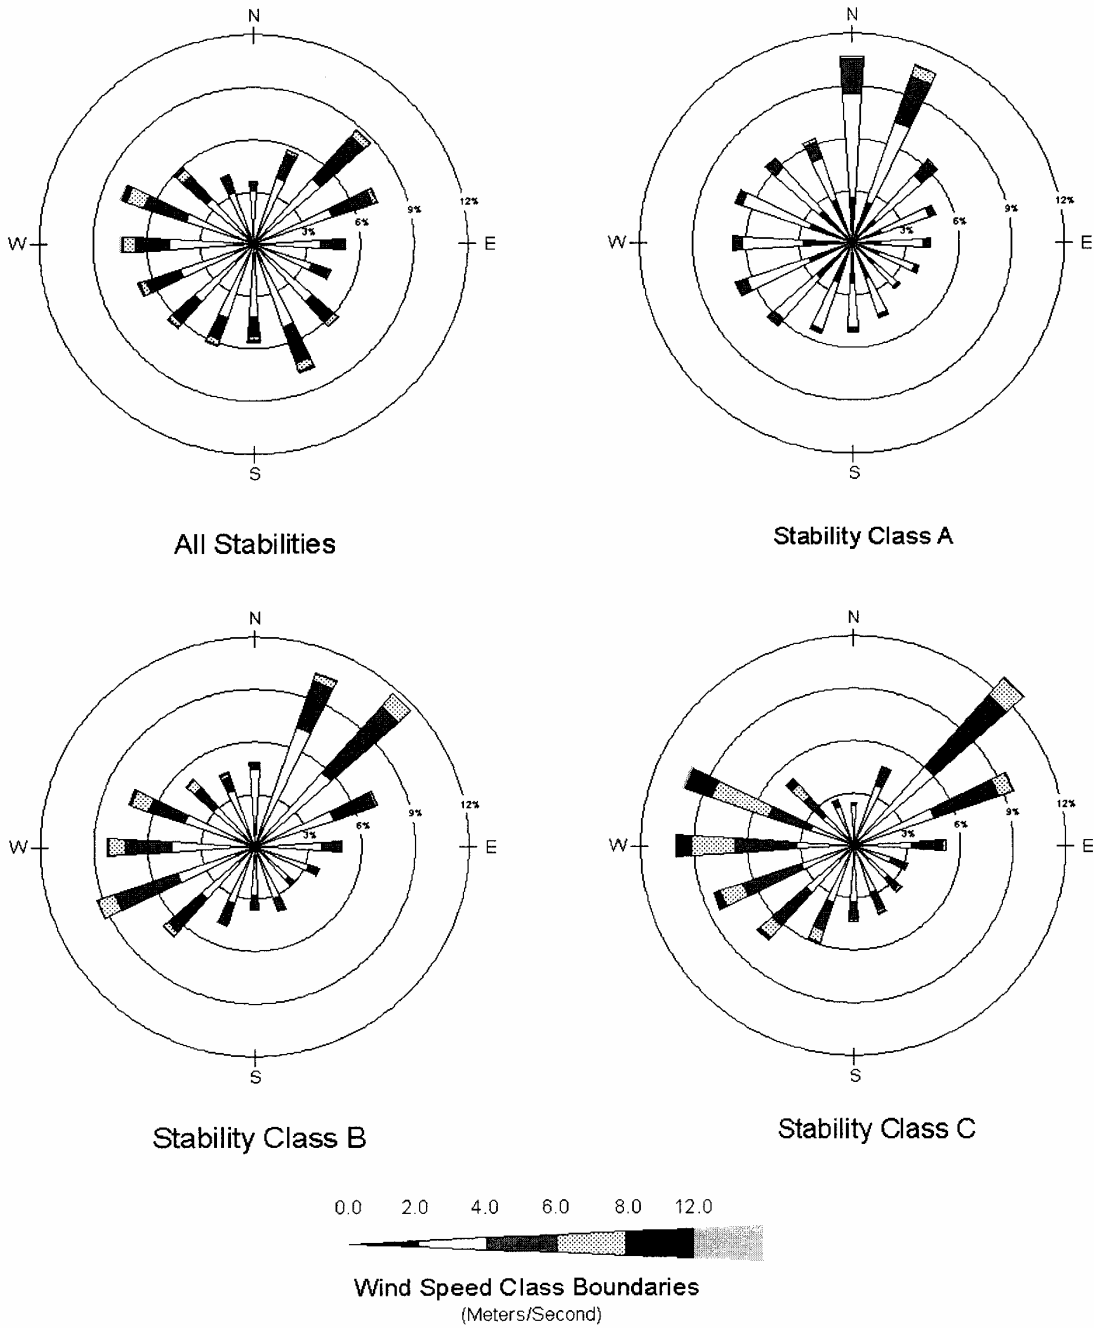 N
N
12%
9%
6%
3%
W
E
12%
9%
6%
3%
W
E
S
S
All Stabilities
Stability Class A
N
N
12%
9%
6%
3%
W
E
12%
9%
6%
3%
W
E
S
S
Stability Class B
Stability Class C
0.0 2.0 4.0 6.0 8.0 12.0
Wind Speed Class Boundaries
(Meters/Second)